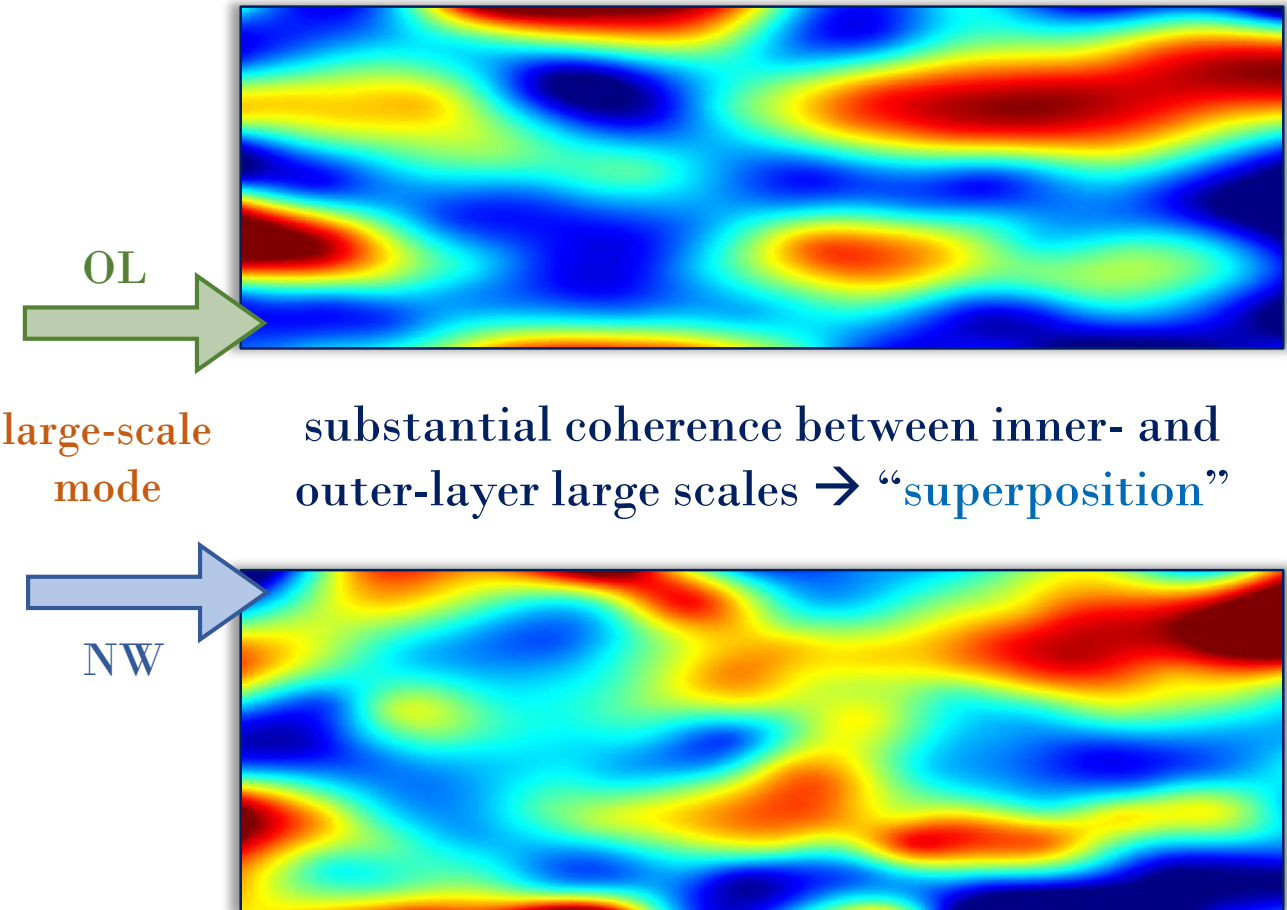 OL
large-scale
mode
substantial coherence between inner- and
outer-layer large scales → “superposition”
NW